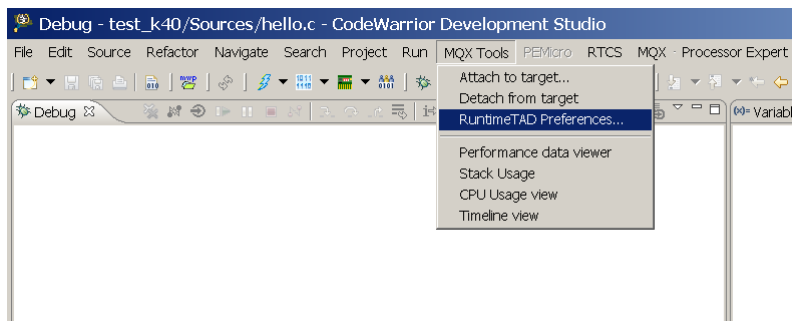 Debug - test_k40/Sources/hello.c - CodeWarrior Development Studio
File Edit Source Refactor Navigate Search Project Run MQX Tools PEMicro RTCS MQX Processor Expert
Attach to target...
Detach from target
Debug
RuntimeTAD Preferences...
(x)= Variabl
Performance data viewer
Stack Usage
CPU Usage view
Timeline view